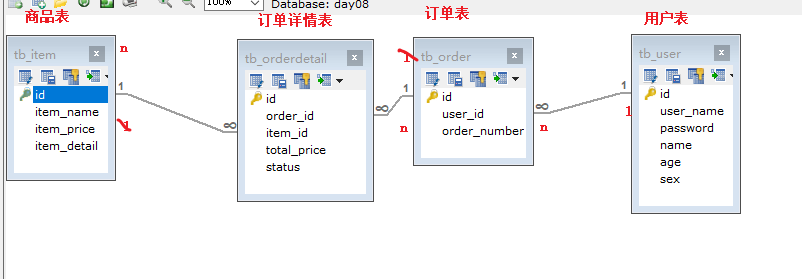 100%
Database: day08
商品表
订单详情表
订单表
用户表
n
1
tb_item
id
item_name
item_price
item_detail
1
1
∞
tb_orderdetail
id
order_id
item_id
total_price
status
∞
1
n
1
tb_order
id
user_id
order_number
∞
n
1
1
tb_user
id
user_name
password
name
age
sex